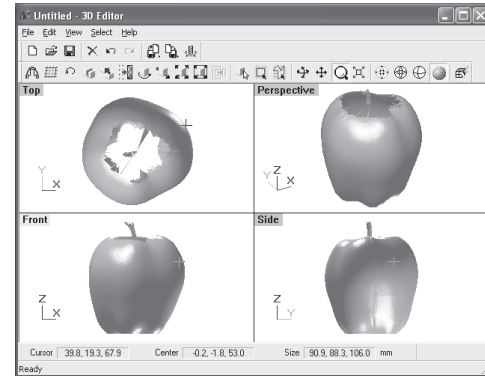 Untitled - 3D Editor
File Edit View Select Help
Top
Perspective
Y
X
Y Z X
Front
Side
Z
X
Z
Y
Cursor 39.8, 19.3, 67.9 Center -0.2, -1.8, 53.0 Size 90.9, 88.3, 106.0 mm
Ready